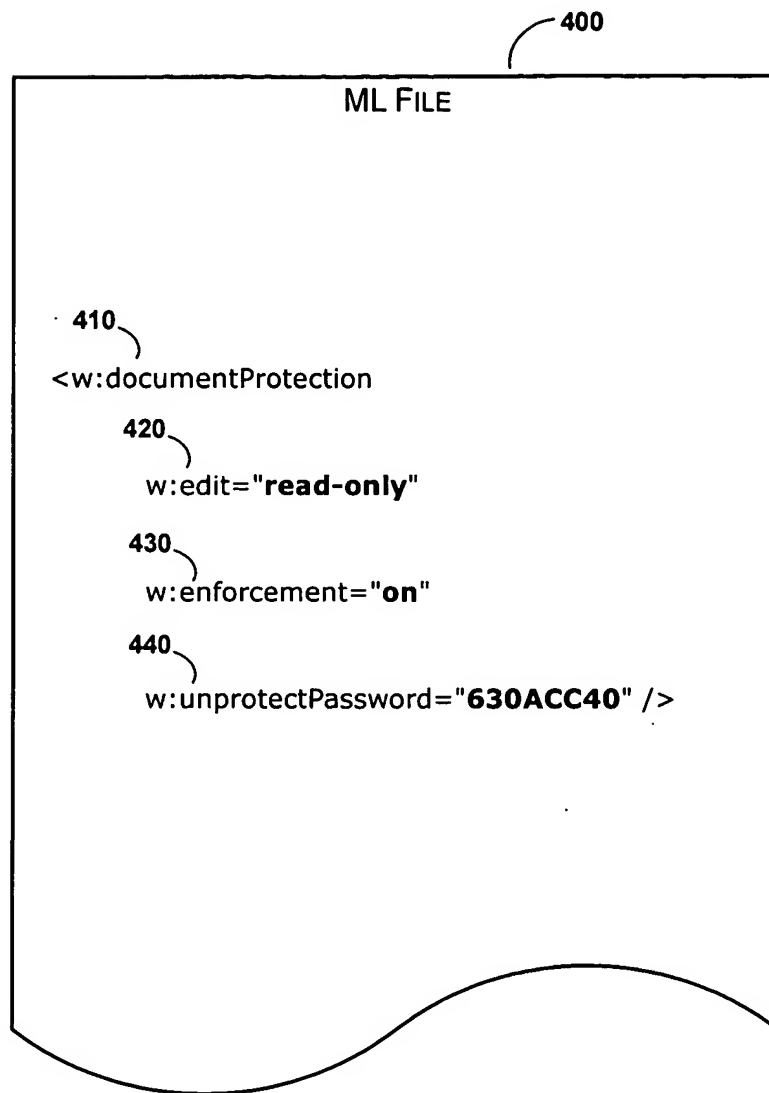 400
ML FILE
410
<w:documentProtection
420
w:edit="read-only"
430
w:enforcement="on"
440
w:unprotectPassword="630ACC40" />